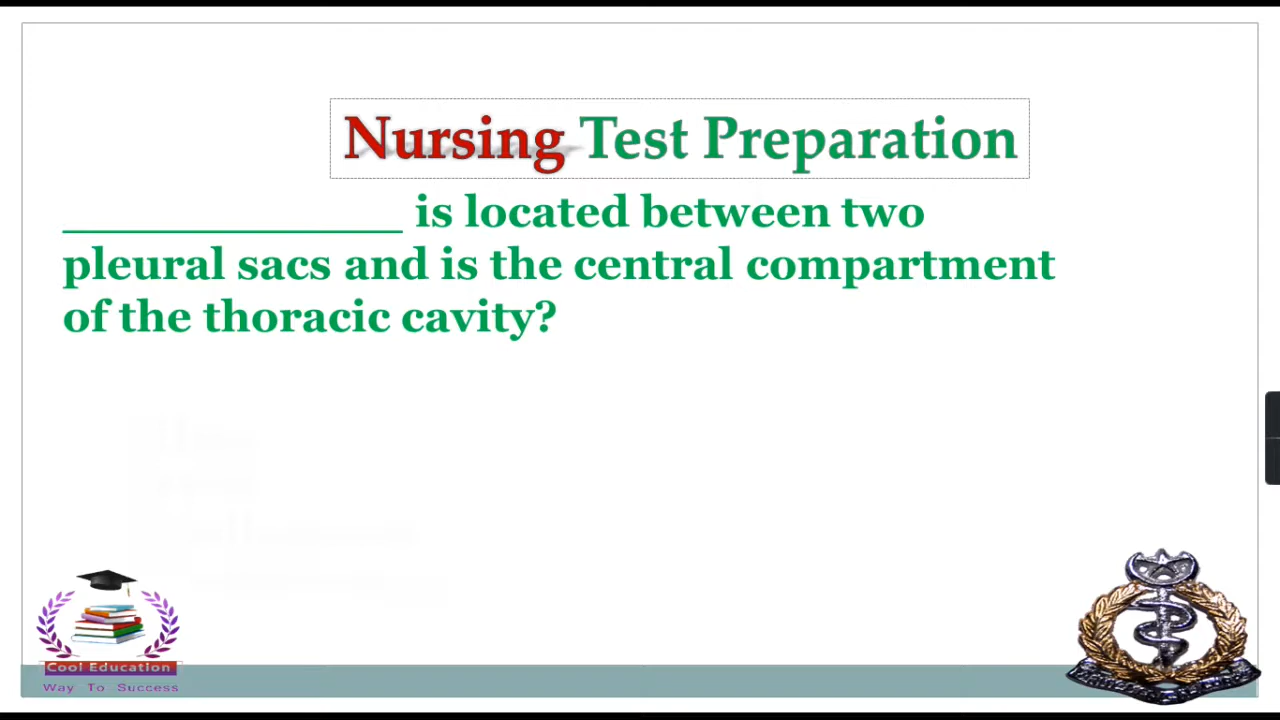 Nursing Test Preparation
____________ is located between two
pleural sacs and is the central compartment
of the thoracic cavity?
Cool Education
Way To Success